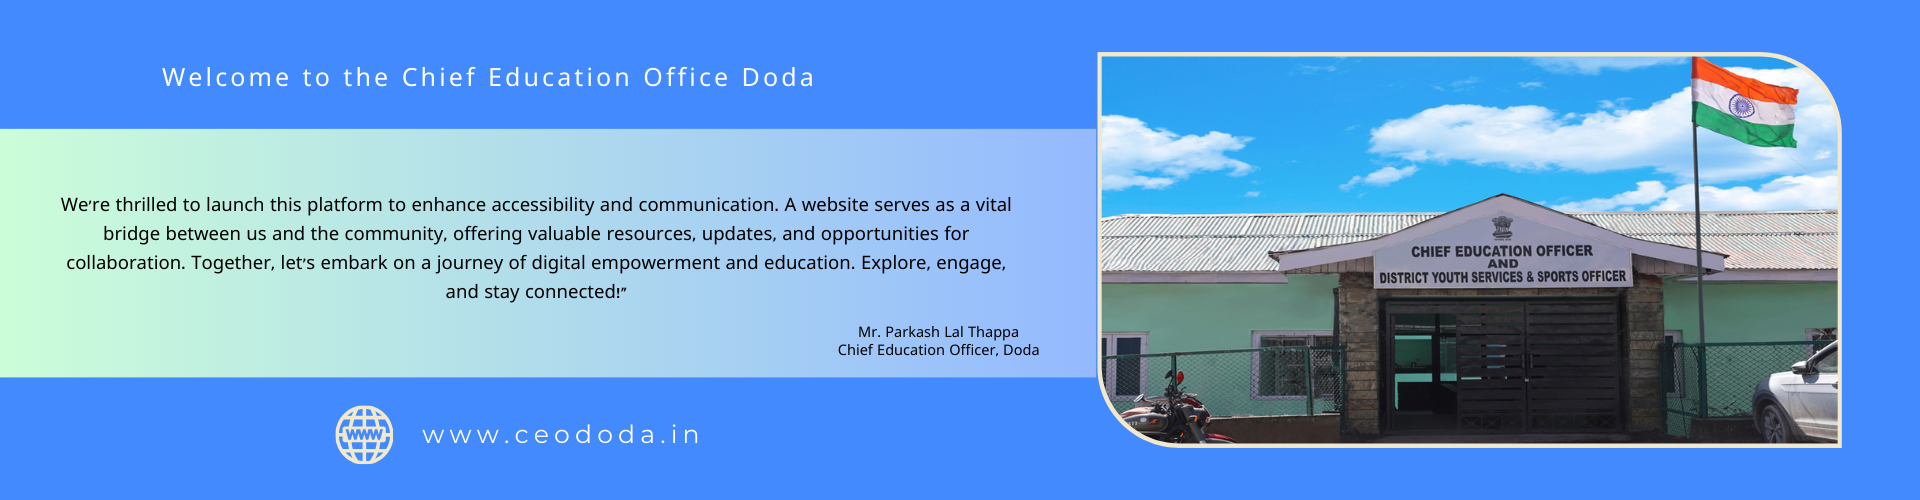 Welcome to the Chief Education Office Doda
We're thrilled to launch this platform to enhance accessibility and communication. A website serves as a vital
bridge between us and the community, offering valuable resources, updates, and opportunities for
collaboration. Together, let's embark on a journey of digital empowerment and education. Explore, engage,
and stay connected!"
Mr. Parkash Lal Thappa
Chief Education Officer, Doda
www
www.ceododa.in
CHIEF EDUCATION OFFICER
AND
DISTRICT YOUTH SERVICES & SPORTS OFFICER